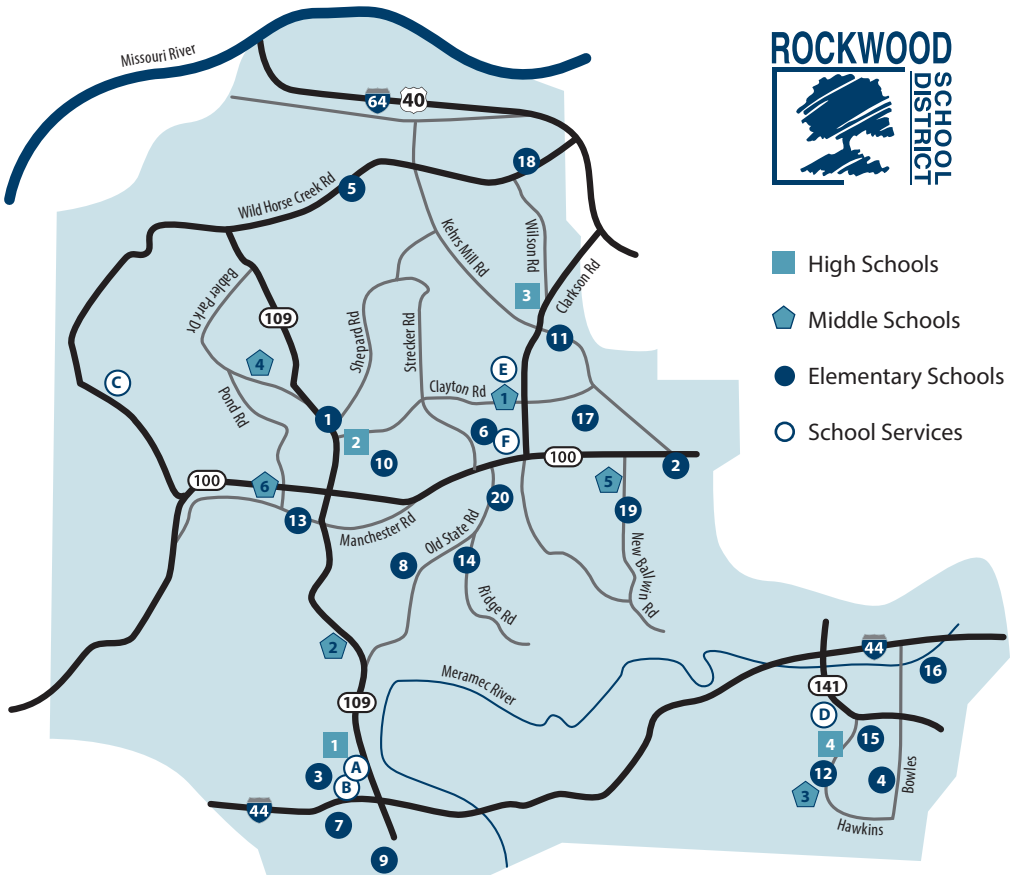 Missouri River
ROCKWOOD
SCHOOL
DISTRICT
64
40
18
5
Wild Horse Creek Rd
Kehrs Mill Rd
Wilson Rd
Clarkson Rd
High Schools
Middle Schools
Elementary Schools
School Services
Babler Park Dr
109
3
Shepard Rd
Strecker Rd
11
4
E
C
Clayton Rd
1
Pond Rd
1
17
2
6
F
10
100
2
100
6
5
20
19
13
Manchester Rd
Old State Rd
8
14
New Ballwin Rd
Ridge Rd
2
44
16
Meramec River
141
109
D
1
4
15
A
3
B
12
4
Bowles
3
44
7
Hawkins
9